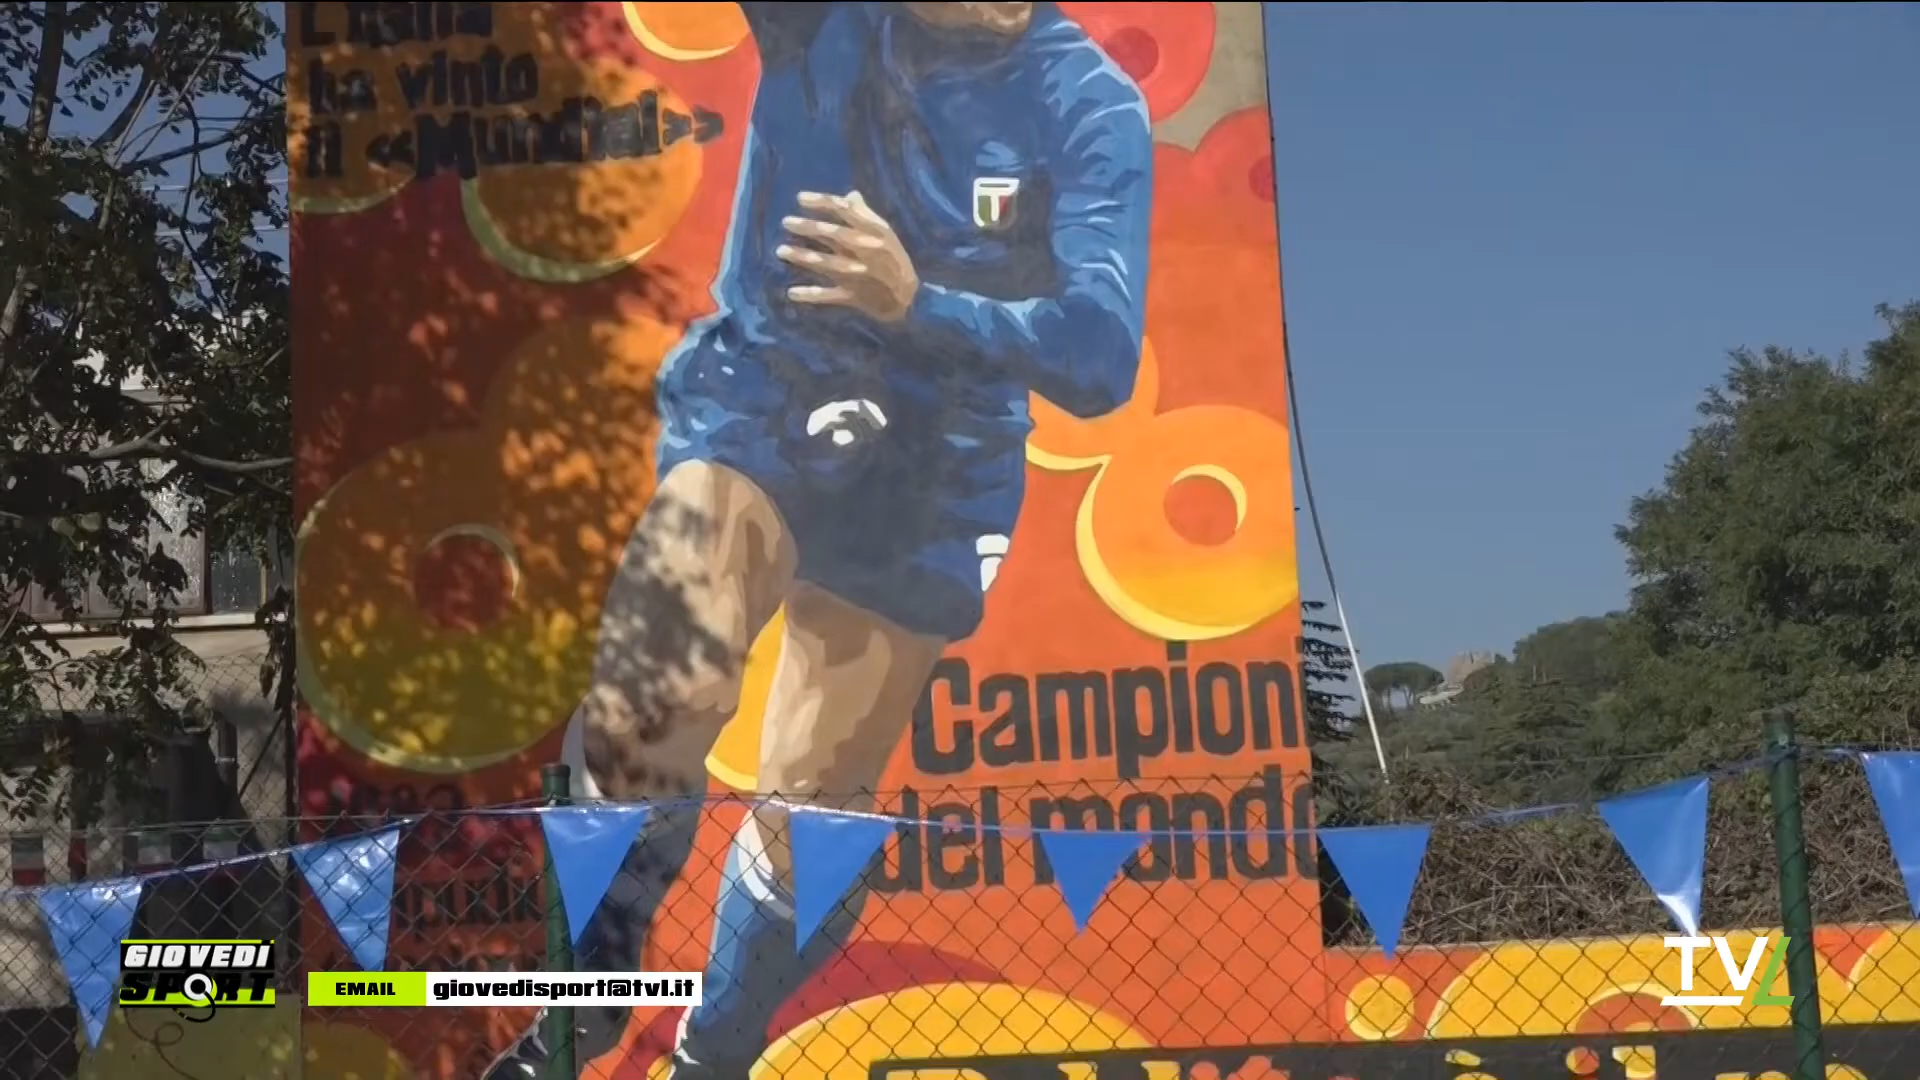 L'Italia
ha vinto
il «Mundial»
Campioni
del mondo
GIOVEDI
SPORT
EMAIL
giovedisport@tvl.it
TVL